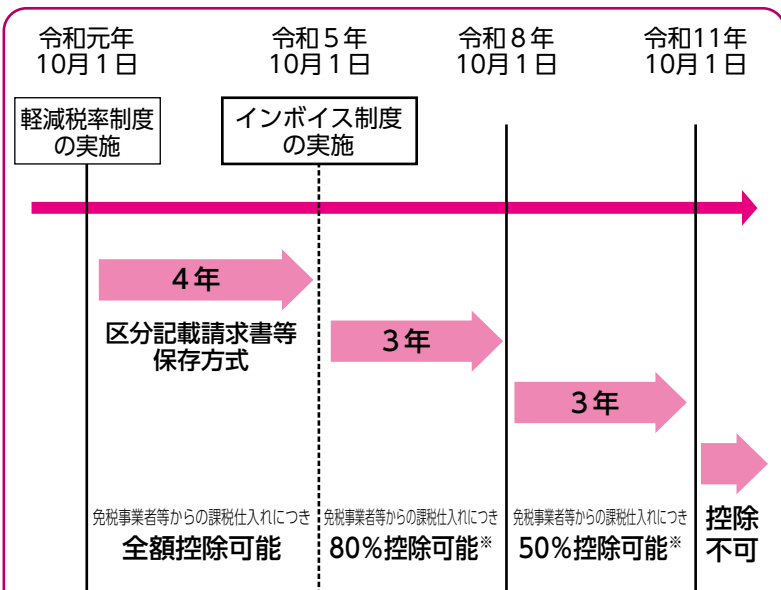 令和元年
10月1日
令和5年
10月1日
令和8年
10月1日
令和11年
10月1日
軽減税率制度
の実施
インボイス制度
の実施
4年
区分記載請求書等
保存方式
3年
3年
免税事業者等からの課税仕入れにつき
全額控除可能
免税事業者等からの課税仕入れにつき
80%控除可能※
免税事業者等からの課税仕入れにつき
50%控除可能※
控除
不可